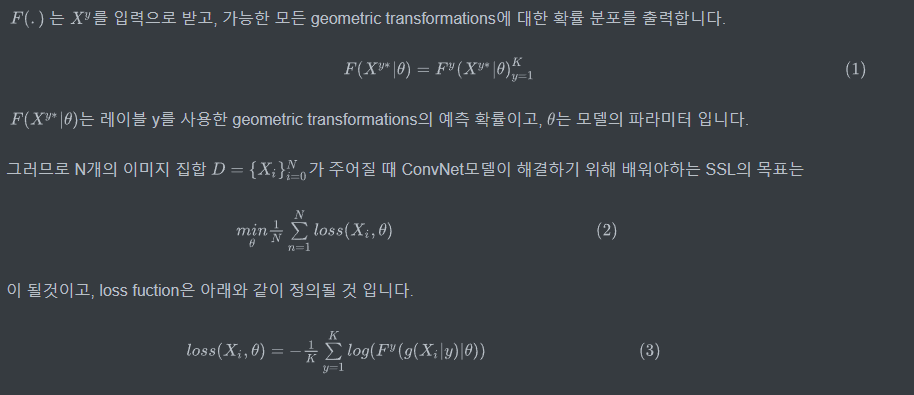 F(.) 는 X^y를 입력으로 받고, 가능한 모든 geometric transformations에 대한 확률 분포를 출력합니다.
F(X^{y*}|θ) = F^y(X^{y*}|θ)_{y=1}^{K} (1)
F(X^{y*}|θ)는 레이블 y를 사용한 geometric transformations의 예측 확률이고, θ는 모델의 파라미터 입니다.
그러므로 N개의 이미지 집합 D = {X_i}_{i=0}^{N}가 주어질 때 ConvNet모델이 해결하기 위해 배워야하는 SSL의 목표는
min_θ 1/N ∑_{n=1}^{N} loss(X_i, θ) (2)
이 될것이고, loss fuction은 아래와 같이 정의될 것 입니다.
loss(X_i, θ) = −1/K ∑_{y=1}^{K} log(F^y(g(X_i|y)|θ)) (3)